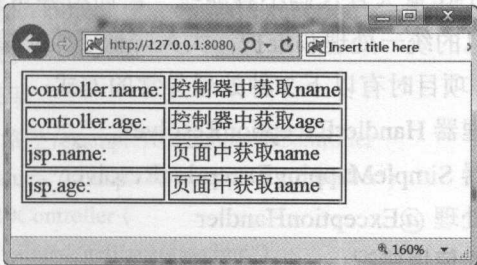 http://127.0.0.1:8080,
Insert title here
controller.name: 控制器中获取name
controller.age: 控制器中获取age
jsp.name: 页面中获取name
jsp.age: 页面中获取name
160%